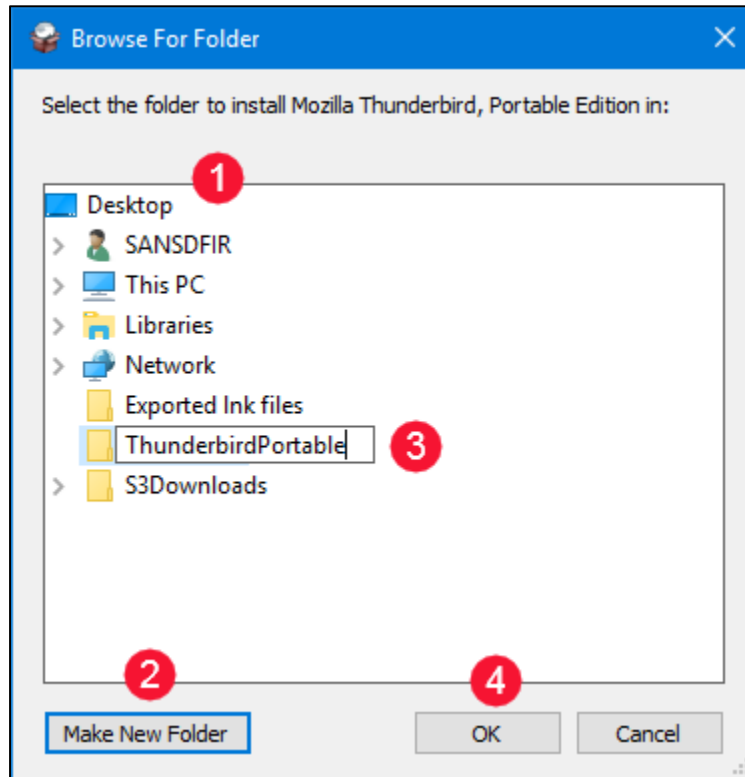 Browse For Folder
Select the folder to install Mozilla Thunderbird, Portable Edition in:
1
Desktop
SANSDFIR
This PC
Libraries
Network
Exported lnk files
ThunderbirdPortable 3
S3Downloads
2 4
Make New Folder OK Cancel